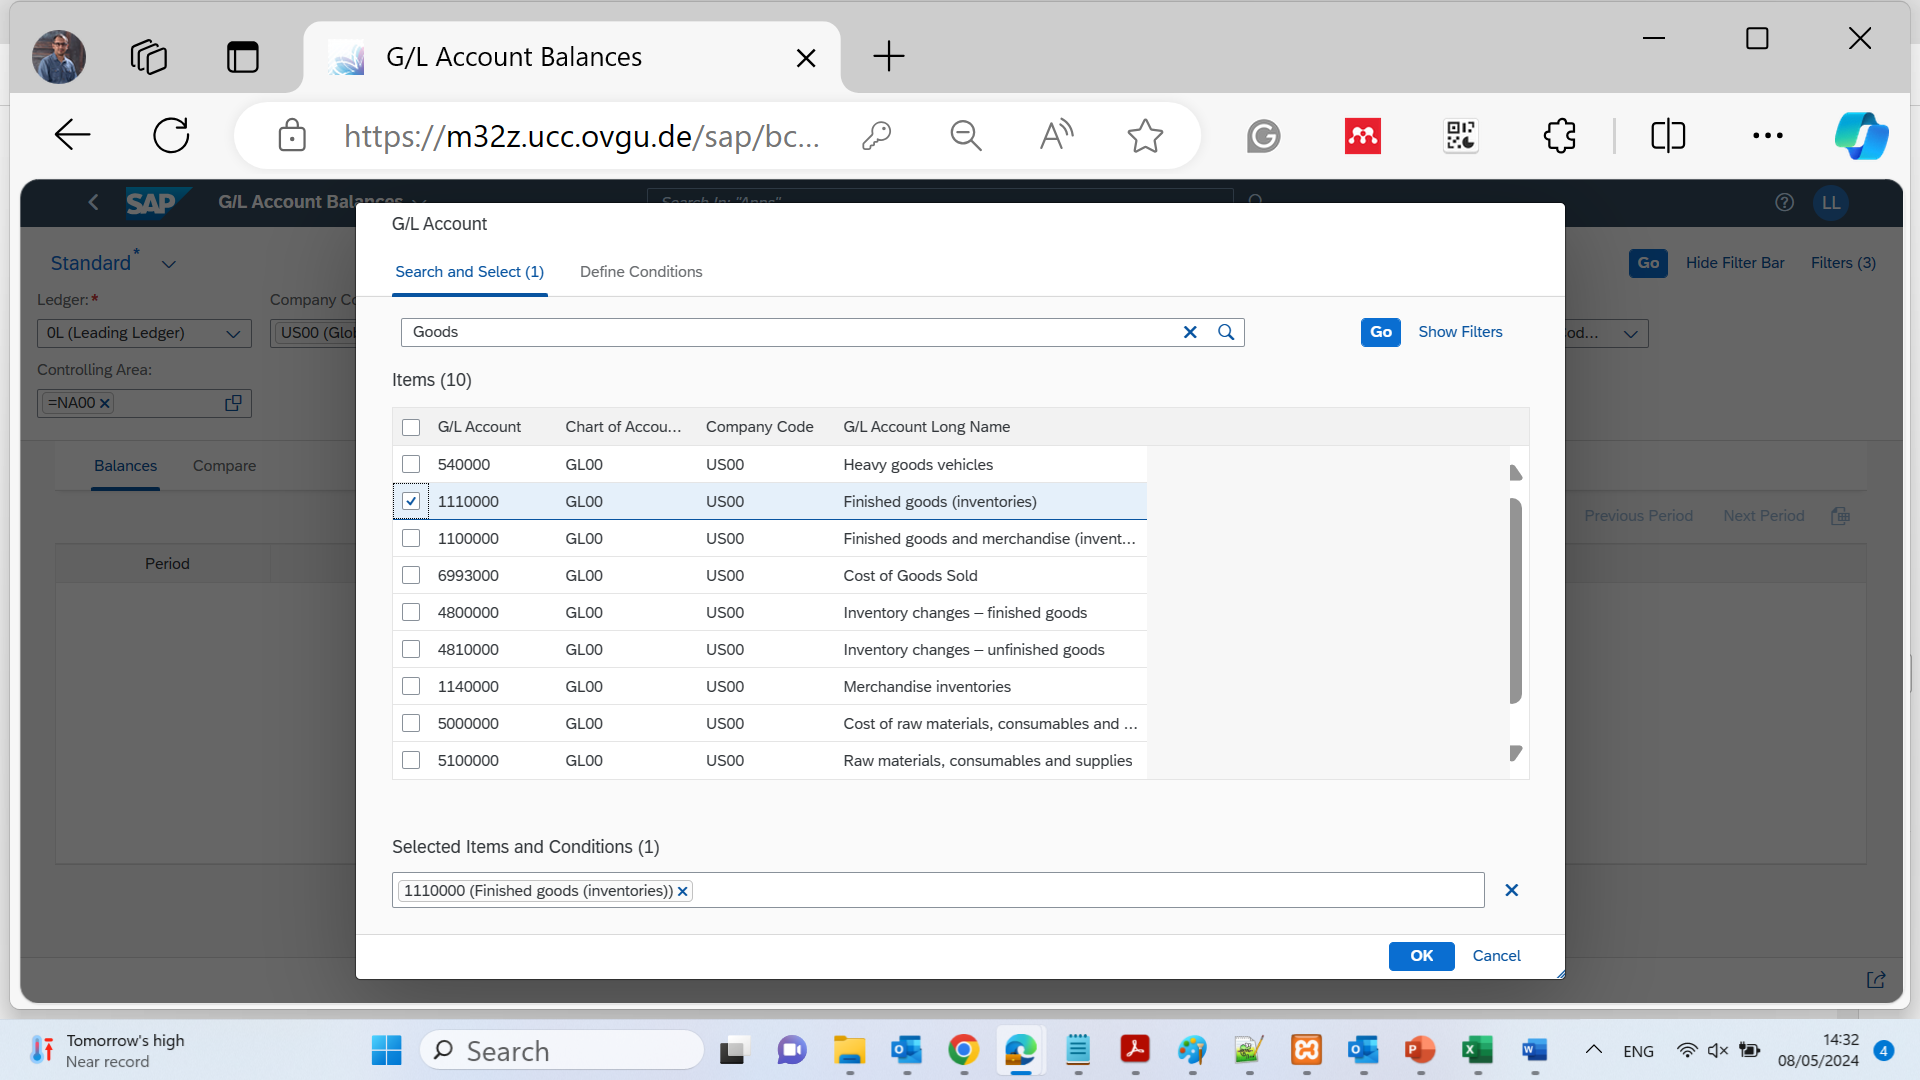 G/L Account Balances
https://m32z.ucc.ovgu.de/sap/bc...
SAP
G/L Account Balances
Search In: "Apps"
LL
Standard*
Go
Hide Filter Bar
Filters (3)
Ledger:*
Company Co
0L (Leading Ledger)
US00 (Glob
od...
Controlling Area:
=NA00
Balances
Compare
Previous Period
Next Period
Period
G/L Account
Search and Select (1)
Define Conditions
Goods
Go
Show Filters
Items (10)
G/L Account
Chart of Accou...
Company Code
G/L Account Long Name
540000 GL00 US00 Heavy goods vehicles
1110000 GL00 US00 Finished goods (inventories)
1100000 GL00 US00 Finished goods and merchandise (invent...
6993000 GL00 US00 Cost of Goods Sold
4800000 GL00 US00 Inventory changes – finished goods
4810000 GL00 US00 Inventory changes – unfinished goods
1140000 GL00 US00 Merchandise inventories
5000000 GL00 US00 Cost of raw materials, consumables and ...
5100000 GL00 US00 Raw materials, consumables and supplies
Selected Items and Conditions (1)
1110000 (Finished goods (inventories))
OK
Cancel
Tomorrow's high
Near record
Search
ENG
14:32
08/05/2024
4